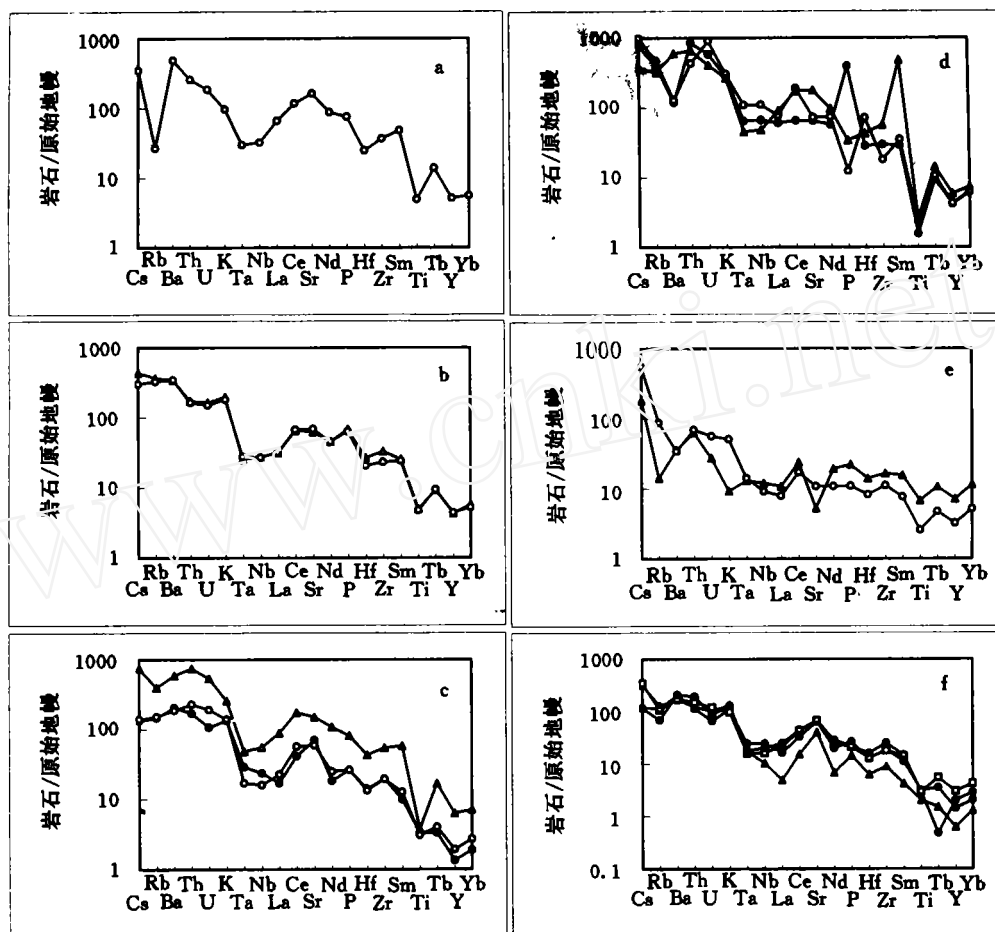 1000
100
10
1
岩石/原始地幔
a
Rb Th K Nb Ce Nd Hf Sm Tb Yb
Cs Ba U Ta La Sr P Zr Ti Y
1000
100
10
1
岩石/原始地幔
d
Rb Th K Nb Ce Nd Hf Sm Tb Yb
Cs Ba U Ta La Sr P Zr Ti Y
1000
100
10
1
岩石/原始地幔
b
Rb Th K Nb Ce Nd Hf Sm Tb Yb
Cs Ba U Ta La Sr P Zr Ti Y
1000
100
10
1
岩石/原始地幔
e
Rb Th K Nb Ce Nd Hf Sm Tb Yb
Cs Ba U Ta La Sr P Zr Ti Y
1000
100
10
1
岩石/原始地幔
c
Rb Th K Nb Ce Nd Hf Sm Tb Yb
Cs Ba U Ta La Sr P Zr Ti Y
1000
100
10
1
0.1
岩石/原始地幔
f
Rb Th K Nb Ce Nd Hf Sm Tb Yb
Cs Ba U Ta La Sr P Zr Ti Y
www.cnki.net